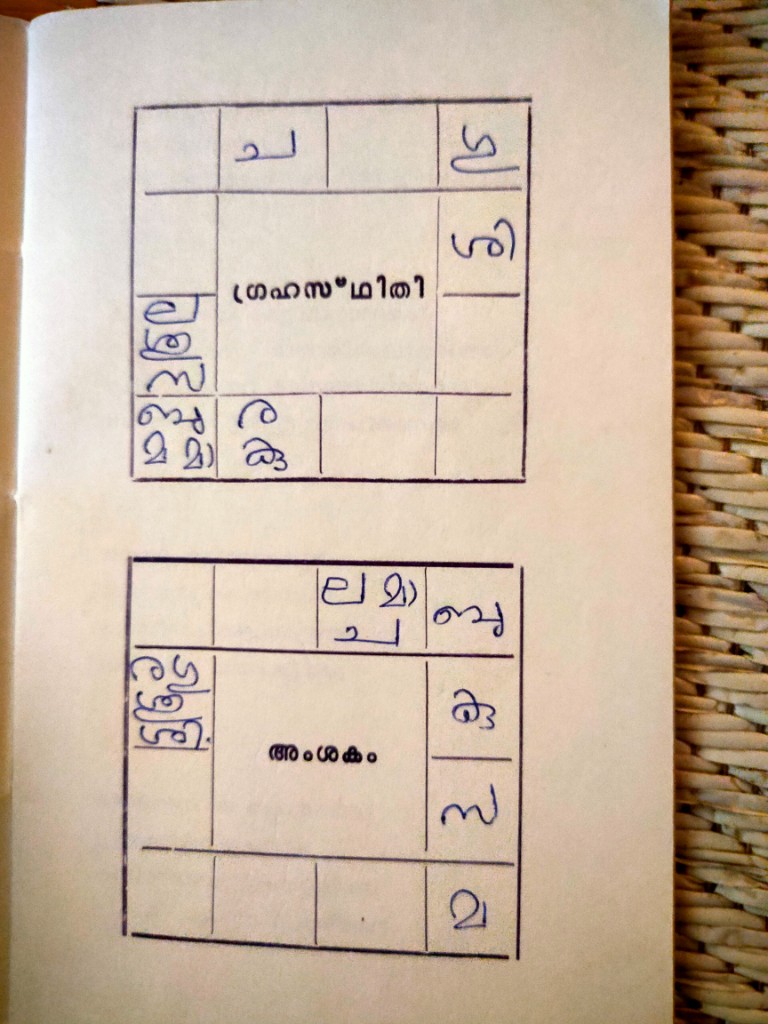 ച
ഗു
ശി
ഗ്രഹസ്ഥിതി
ല
ശു
സ
ബു ര
മ മാ കു
ല മാ
ച
ബു
കു
അംശകം
സ
മ